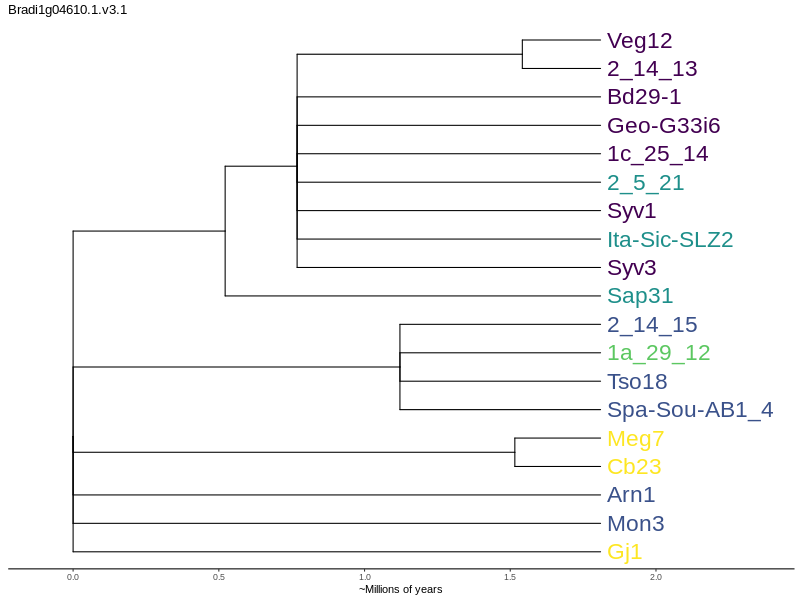 Bradi1g04610.1.v3.1
Veg12
2_14_13
Bd29-1
Geo-G33i6
1c_25_14
2_5_21
Syv1
Ita-Sic-SLZ2
Syv3
Sap31
2_14_15
1a_29_12
Tso18
Spa-Sou-AB1_4
Meg7
Cb23
Arn1
Mon3
Gj1
0.0 0.5 1.0 1.5 2.0
~Millions of years